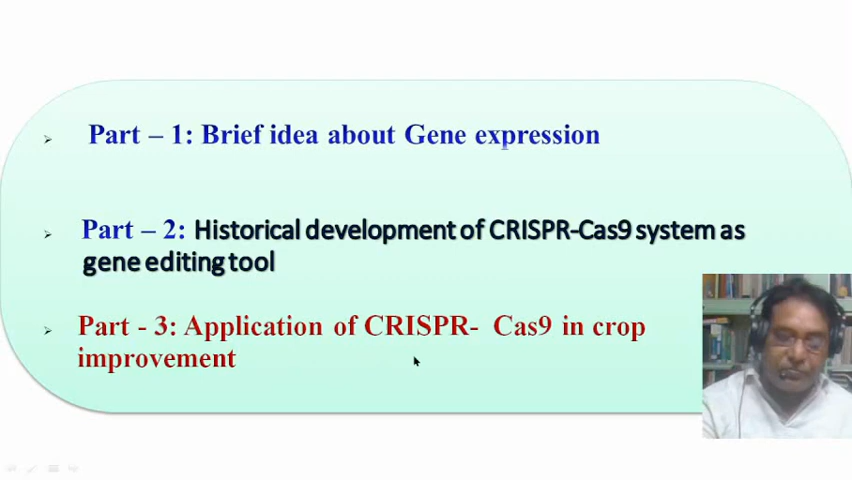 Part – 1: Brief idea about Gene expression
Part – 2: Historical development of CRISPR-Cas9 system as
gene editing tool
Part - 3: Application of CRISPR- Cas9 in crop
improvement